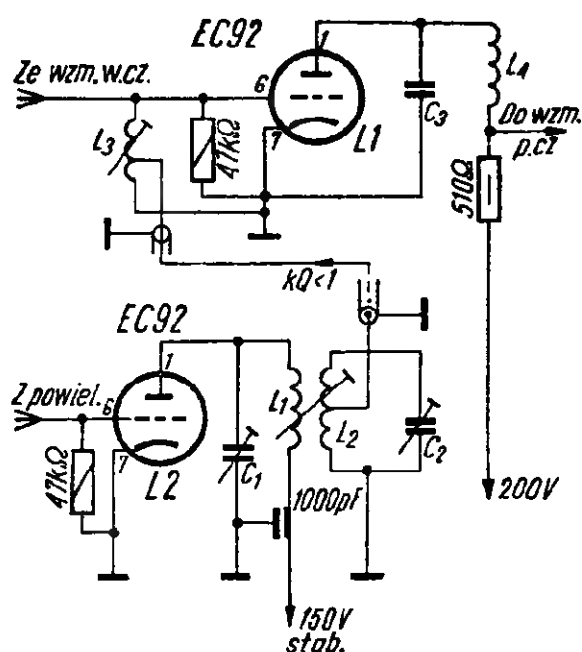 EC92
Ze wzm. w.cz.
1
6
7
L₃
47kΩ
L1
C₃
L₄
Do wzm.
p.cz
510Ω
kQ<1
EC92
Z powiel.
1
6
7
47kΩ
L2
C₁
L₁
L₂
C₂
1000pF
200V
150V
stab.